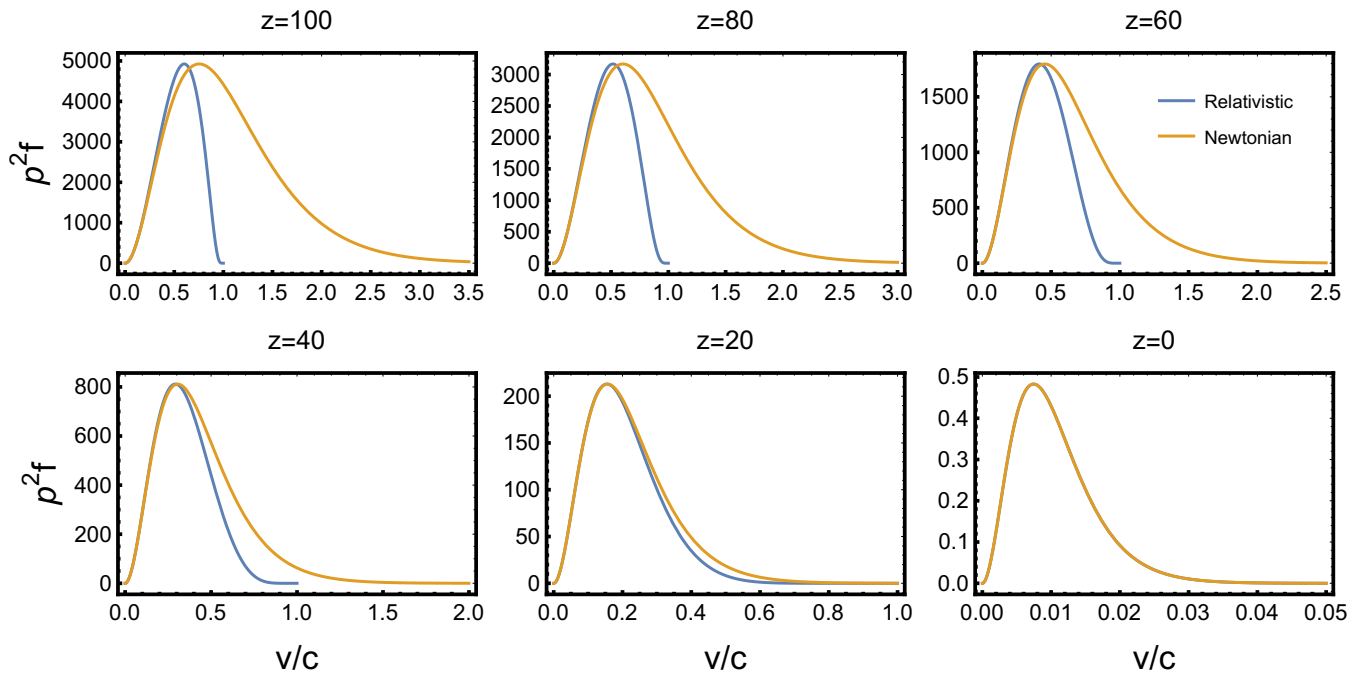 z=100
z=80
z=60
p²f
5000
4000
3000
2000
1000
0
0.0 0.5 1.0 1.5 2.0 2.5 3.0 3.5
3000
2500
2000
1500
1000
500
0
0.0 0.5 1.0 1.5 2.0 2.5 3.0
1500
1000
500
0
0.0 0.5 1.0 1.5 2.0 2.5
Relativistic
Newtonian
z=40
z=20
z=0
p²f
800
600
400
200
0
0.0 0.5 1.0 1.5 2.0
200
150
100
50
0
0.0 0.2 0.4 0.6 0.8 1.0
0.5
0.4
0.3
0.2
0.1
0.0
0.00 0.01 0.02 0.03 0.04 0.05
v/c
v/c
v/c